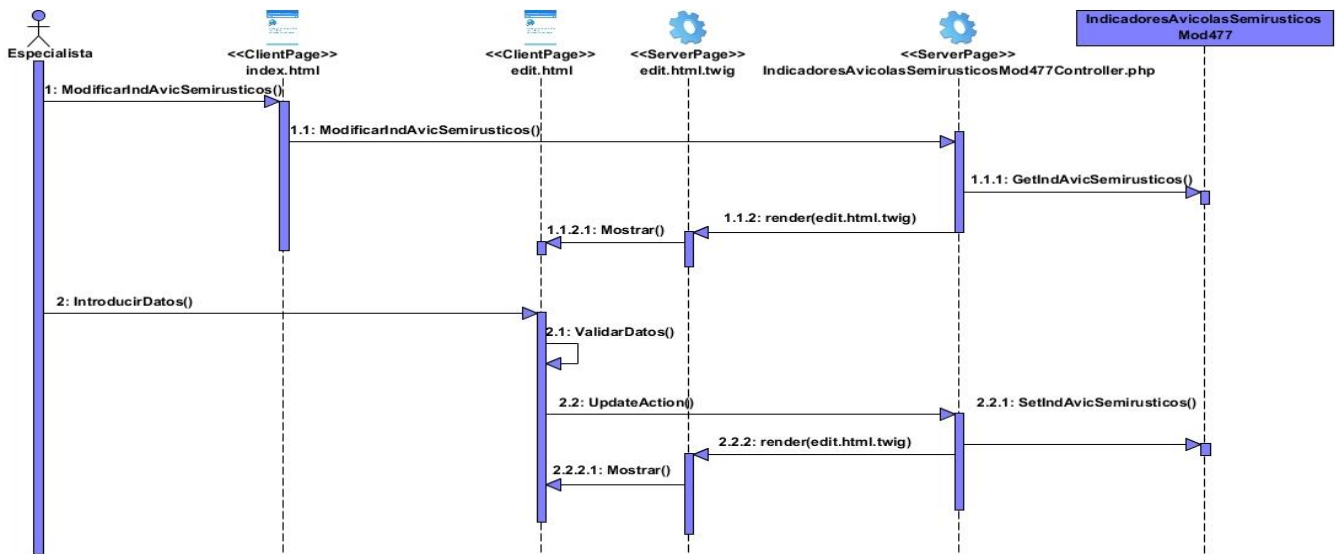 Especialista
<<ClientPage>>
index.html
<<ClientPage>>
edit.html
<<ServerPage>>
edit.html.twig
<<ServerPage>>
IndicadoresAvicolasSemirusticosMod477Controller.php
IndicadoresAvicolasSemirusticos
Mod477
1: ModificarIndAvicSemirusticos()
1.1: ModificarIndAvicSemirusticos()
1.1.1: GetIndAvicSemirusticos()
1.1.2: render(edit.html.twig)
1.1.2.1: Mostrar()
2: IntroducirDatos()
2.1: ValidarDatos()
2.2: UpdateAction()
2.2.1: SetIndAvicSemirusticos()
2.2.2: render(edit.html.twig)
2.2.2.1: Mostrar()